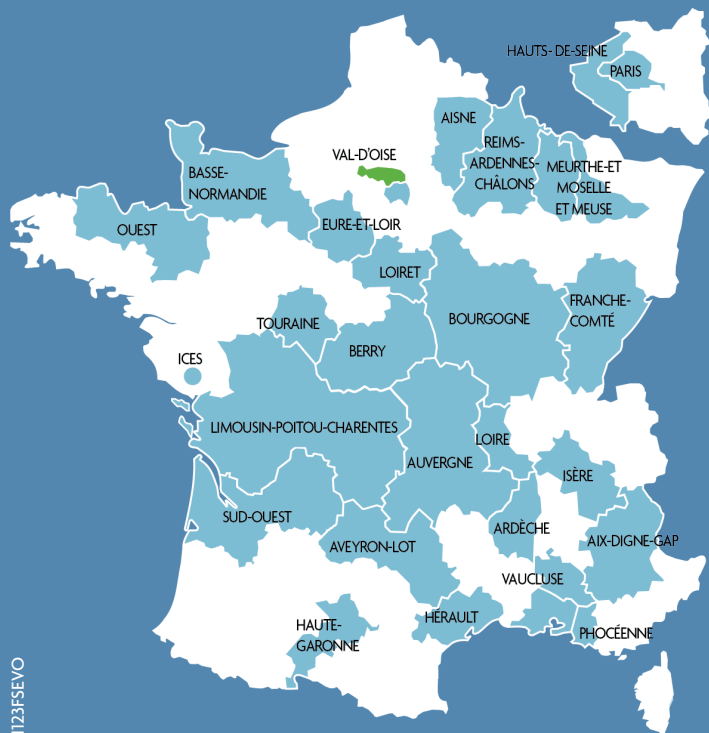 HAUTS-DE-SEINE
PARIS
AISNE
REIMS-
ARDENNES-
CHÂLONS
VAL-D'OISE
MEURTHE-ET
MOSELLE
ET MEUSE
BASSE-
NORMANDIE
EURE-ET-LOIR
OUEST
LOIRET
FRANCHE-
COMTÉ
BOURGOGNE
TOURAINE
BERRY
ICES
LIMOUSIN-POITOU-CHARENTES
LOIRE
AUVERGNE
ISÈRE
SUD-OUEST
ARDÈCHE
AIX-DIGNE-GAP
AVEYRON-LOT
VAUCLUSE
HÉRAULT
HAUTE-
GARONNE
PHOCÉENNE
1123FSEVO